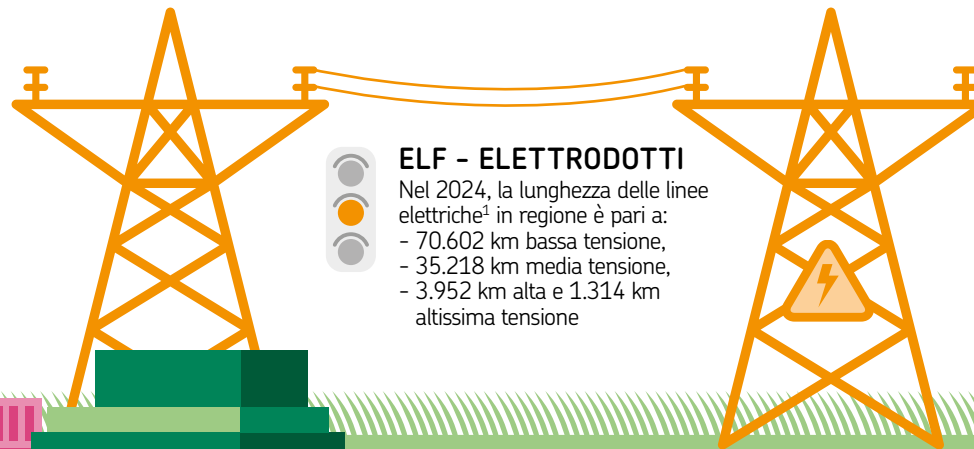 ELF - ELETTRODOTTI
Nel 2024, la lunghezza delle linee
elettriche¹ in regione è pari a:
- 70.602 km bassa tensione,
- 35.218 km media tensione,
- 3.952 km alta e 1.314 km
altissima tensione